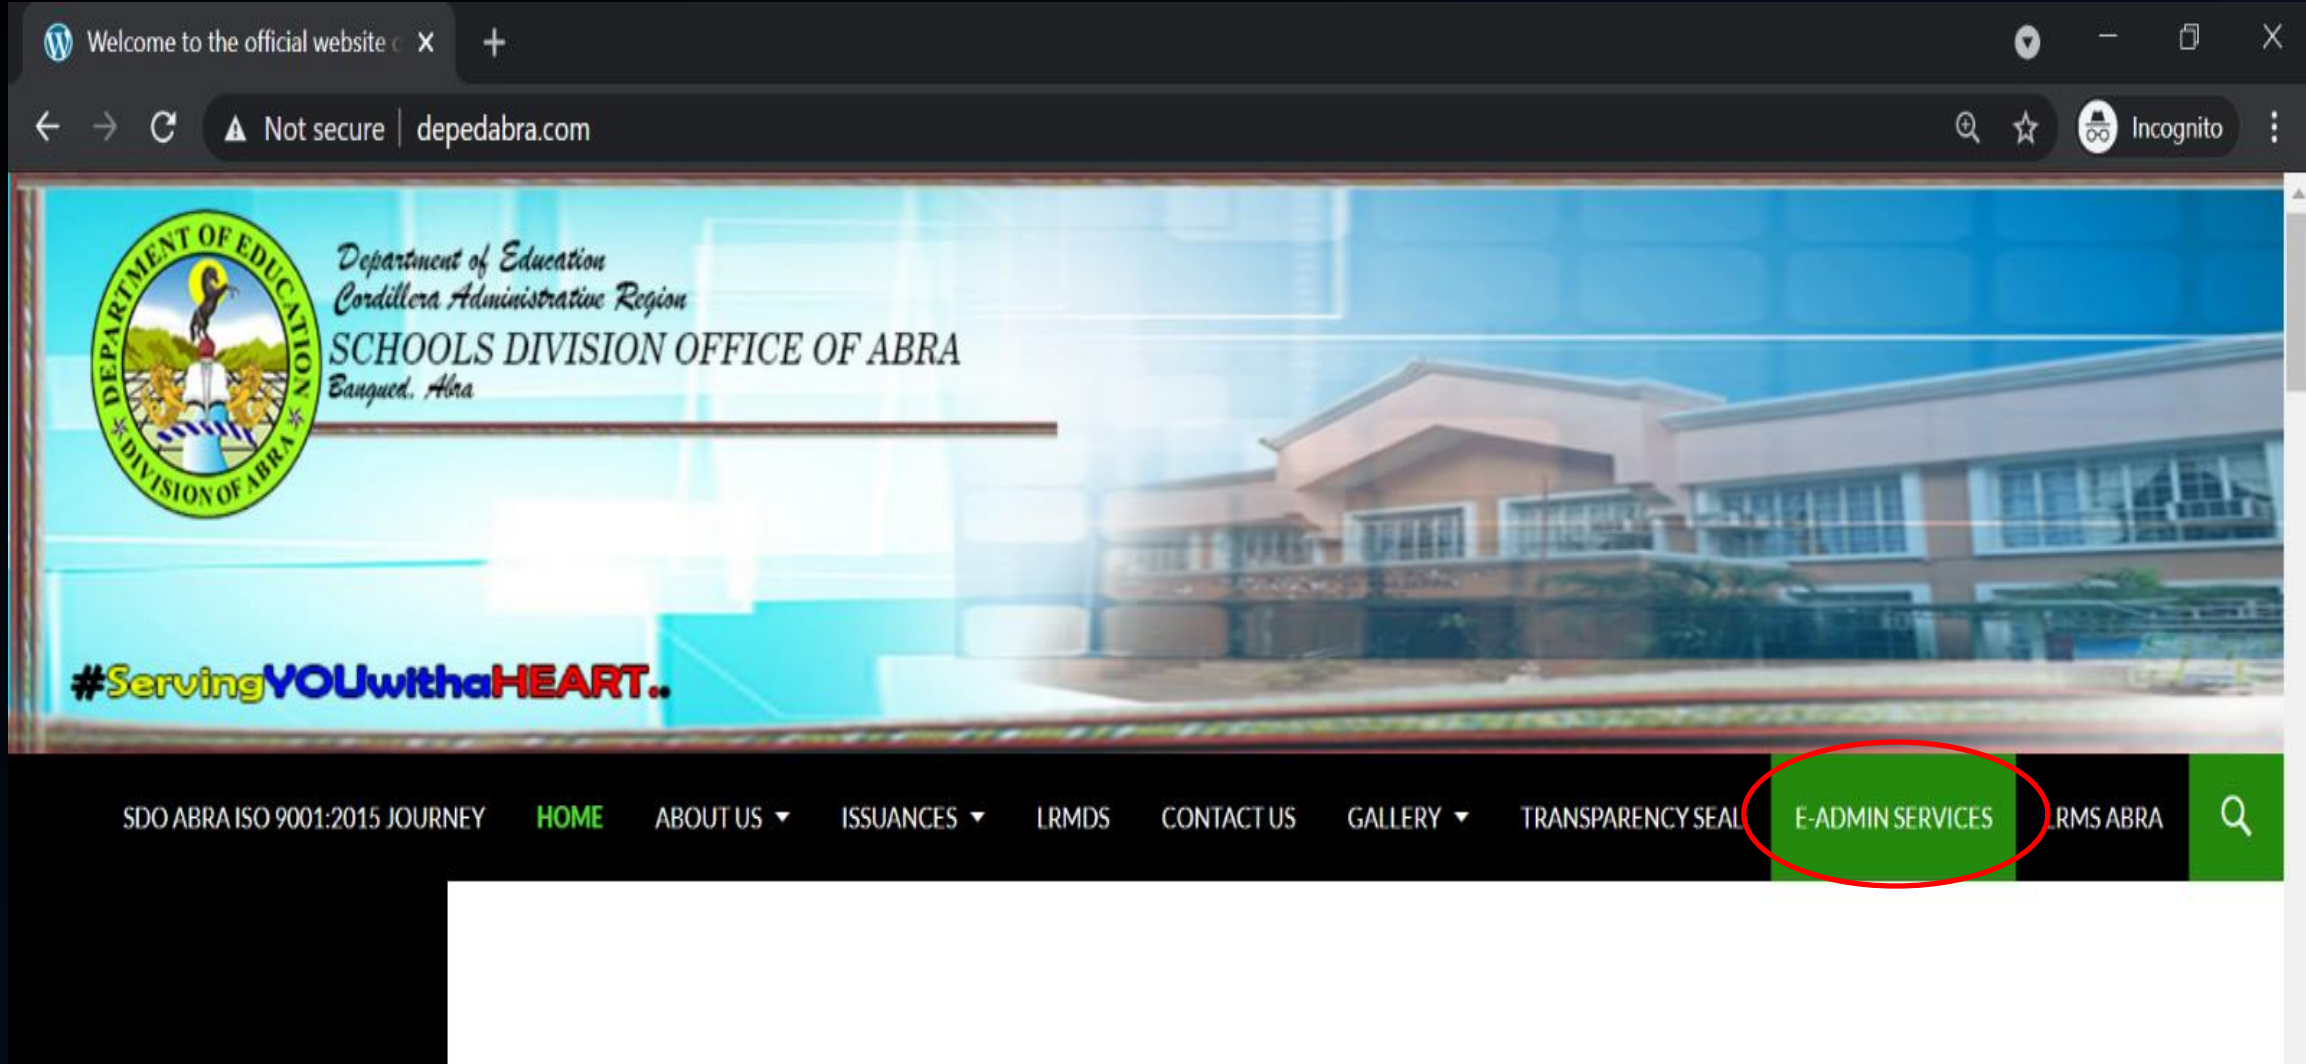 Welcome to the official website
Not secure | depedabra.com
Incognito
DEPARTMENT OF EDUCATION
DIVISION OF ABRA
Department of Education
Cordillera Administrative Region
SCHOOLS DIVISION OFFICE OF ABRA
Bangued, Abra
#ServingYOUwithaHEART..
SDO ABRA ISO 9001:2015 JOURNEY HOME ABOUT US ISSUANCES LRMDS CONTACT US GALLERY TRANSPARENCY SEAL E-ADMIN SERVICES LRMS ABRA